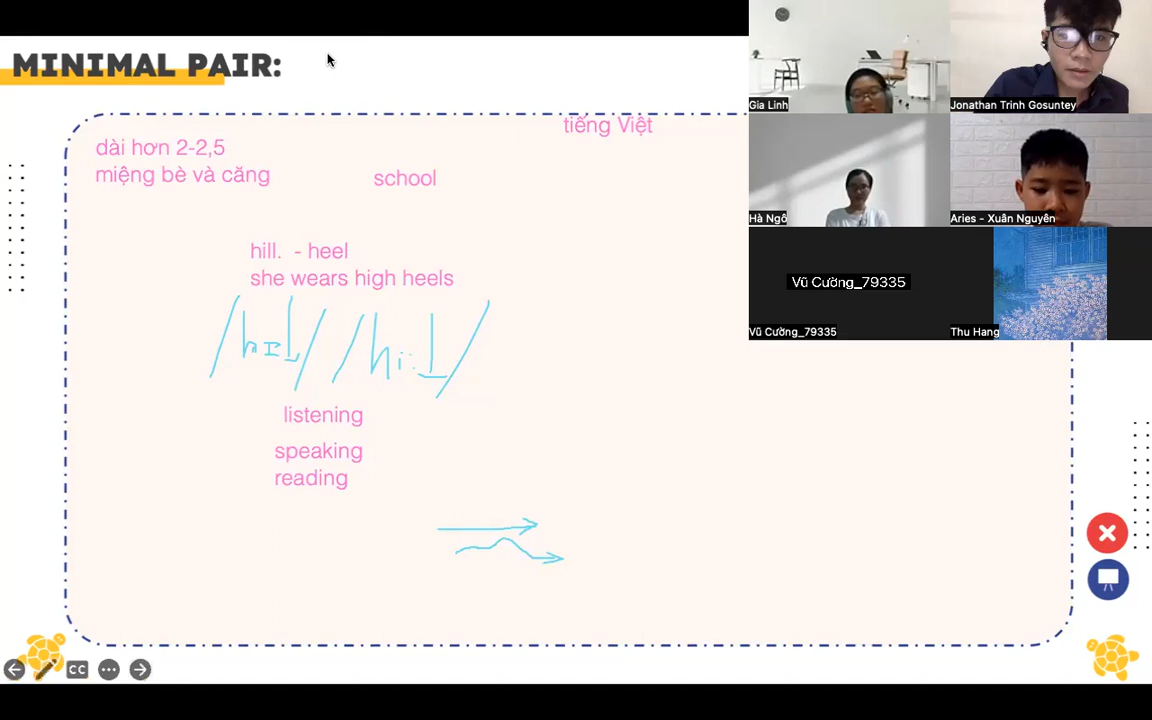 MINIMAL PAIR:
tiếng Việt
dài hơn 2-2,5
miệng bè và căng
school
hill. - heel
she wears high heels
/hɪl/ /hi:l/
listening
speaking
reading
Gia Linh
Jonathan Trinh Gosuntey
Hà Ngô
Aries - Xuân Nguyên
Vũ Cường_79335
Vũ Cường_79335
Thu Hang
CC